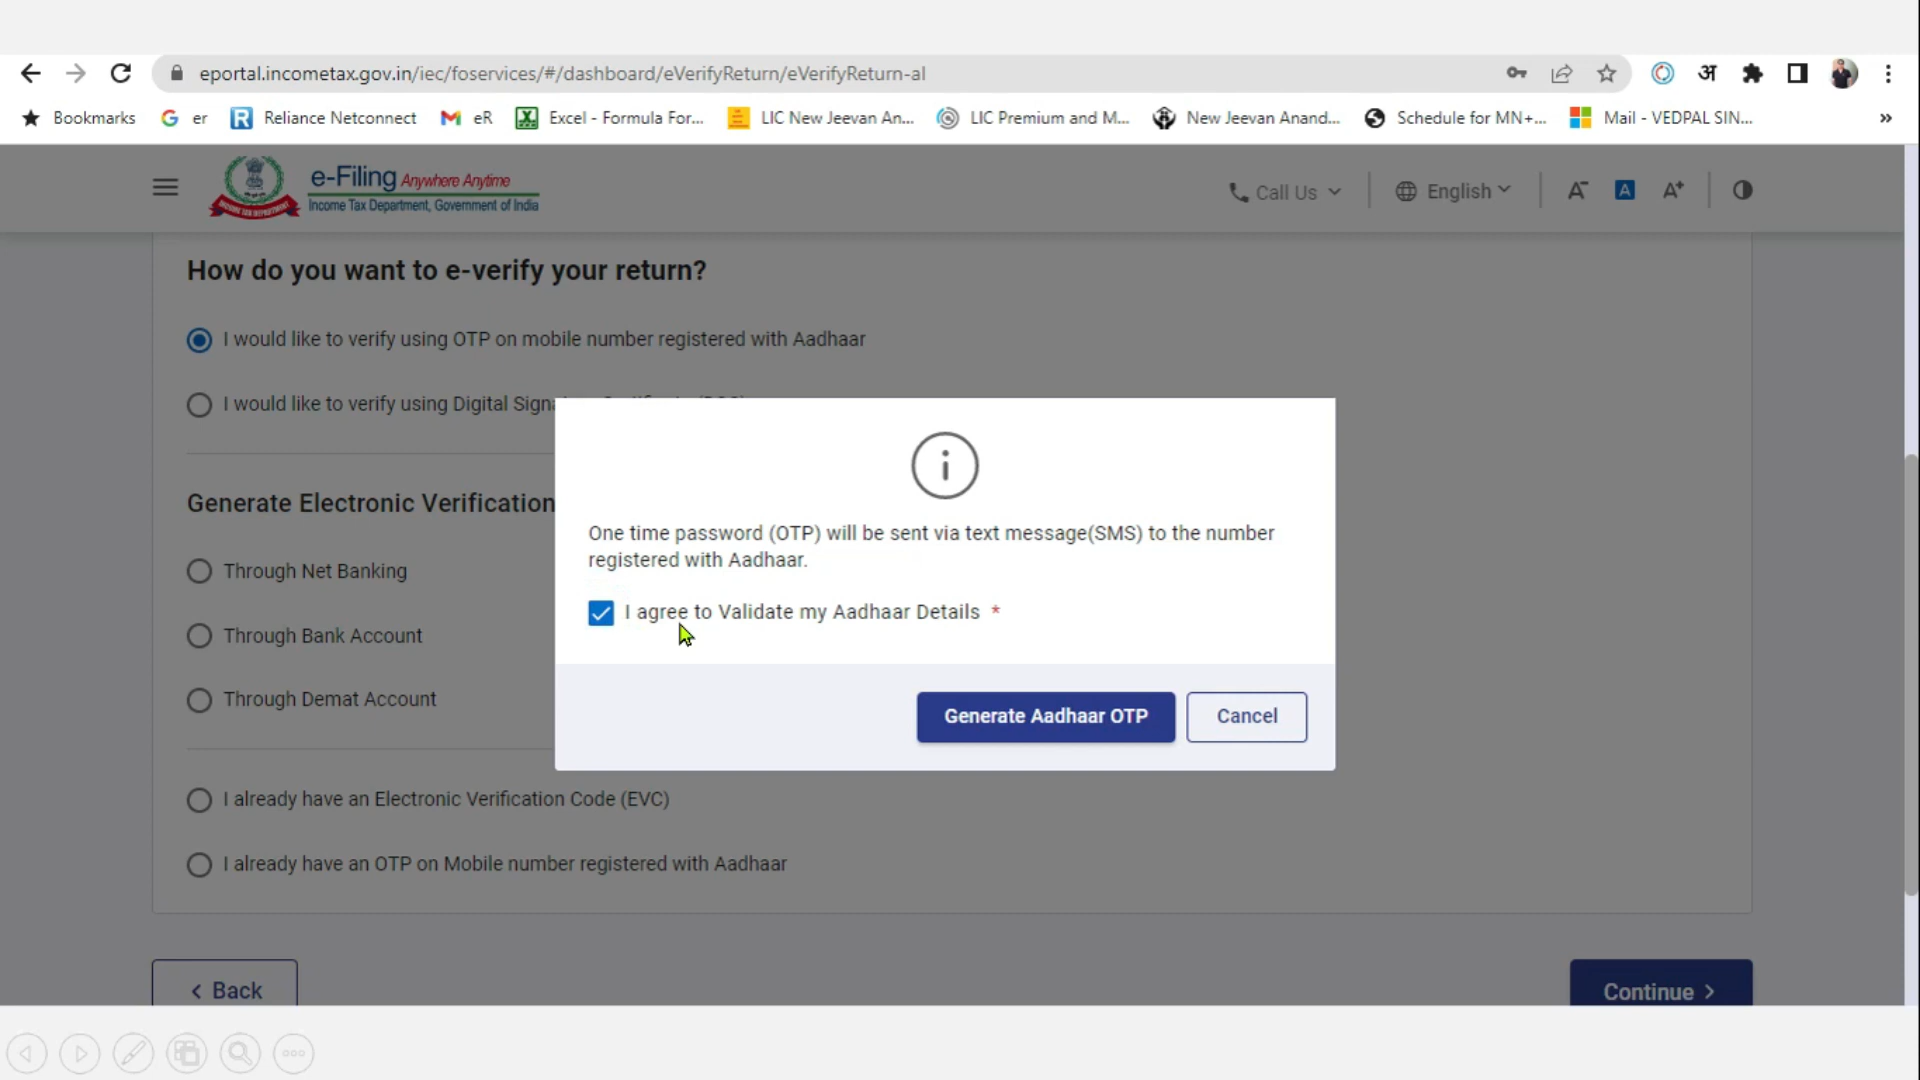 eportal.incometax.gov.in/iec/foservices/#/dashboard/eVerifyReturn/eVerifyReturn-al
अ
Bookmarks er Reliance Netconnect eR Excel - Formula For... LIC New Jeevan An... LIC Premium and M... New Jeevan Anand... Schedule for MN+... Mail - VEDPAL SIN... »
e-Filing Anywhere Anytime
Income Tax Department, Government of India
INCOME TAX DEPARTMENT
Call Us English A- A A+
How do you want to e-verify your return?
I would like to verify using OTP on mobile number registered with Aadhaar
I would like to verify using Digital
Generate Electronic Verification
Through Net Banking
Through Bank Account
Through Demat Account
I already have an Electronic Verification Code (EVC)
I already have an OTP on Mobile number registered with Aadhaar
One time password (OTP) will be sent via text message(SMS) to the number
registered with Aadhaar.
I agree to Validate my Aadhaar Details *
Generate Aadhaar OTP Cancel
< Back Continue >